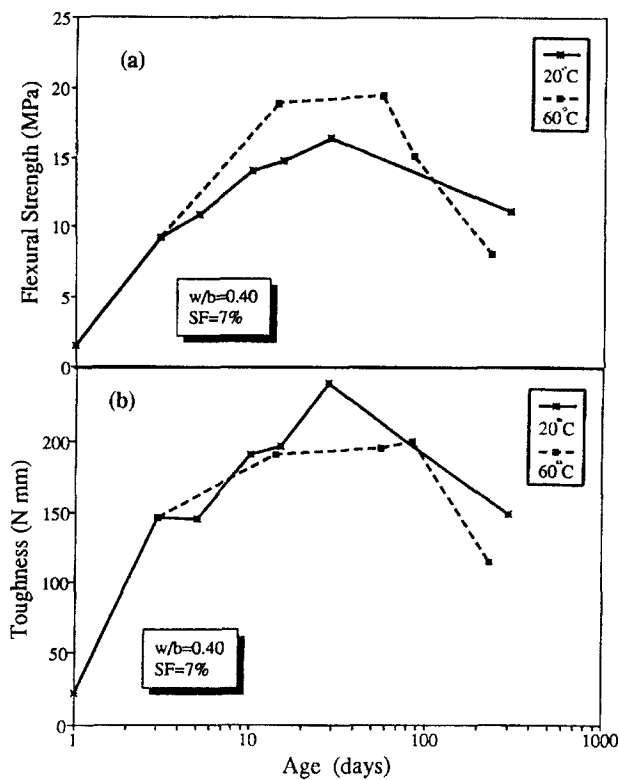 25
20
15
10
5
0
Flexural Strength (MPa)
(a)
20°C
60°C
w/b=0.40
SF=7%
200
150
100
50
0
Toughness (N mm)
(b)
20°C
60°C
w/b=0.40
SF=7%
1
10
100
1000
Age (days)